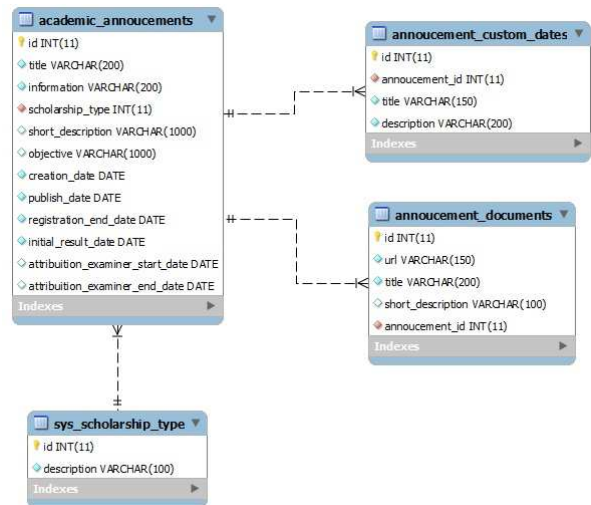 academic_annoucements
id INT(11)
title VARCHAR(200)
information VARCHAR(200)
scholarship_type INT(11)
short_description VARCHAR(1000)
objective VARCHAR(1000)
creation_date DATE
publish_date DATE
registration_end_date DATE
initial_result_date DATE
attribuition_examiner_start_date DATE
attribuition_examiner_end_date DATE
Indexes
annoucement_custom_dates
id INT(11)
annoucement_id INT(11)
title VARCHAR(150)
description VARCHAR(200)
Indexes
annoucement_documents
id INT(11)
url VARCHAR(150)
title VARCHAR(200)
short_description VARCHAR(100)
annoucement_id INT(11)
Indexes
sys_scholarship_type
id INT(11)
description VARCHAR(100)
Indexes